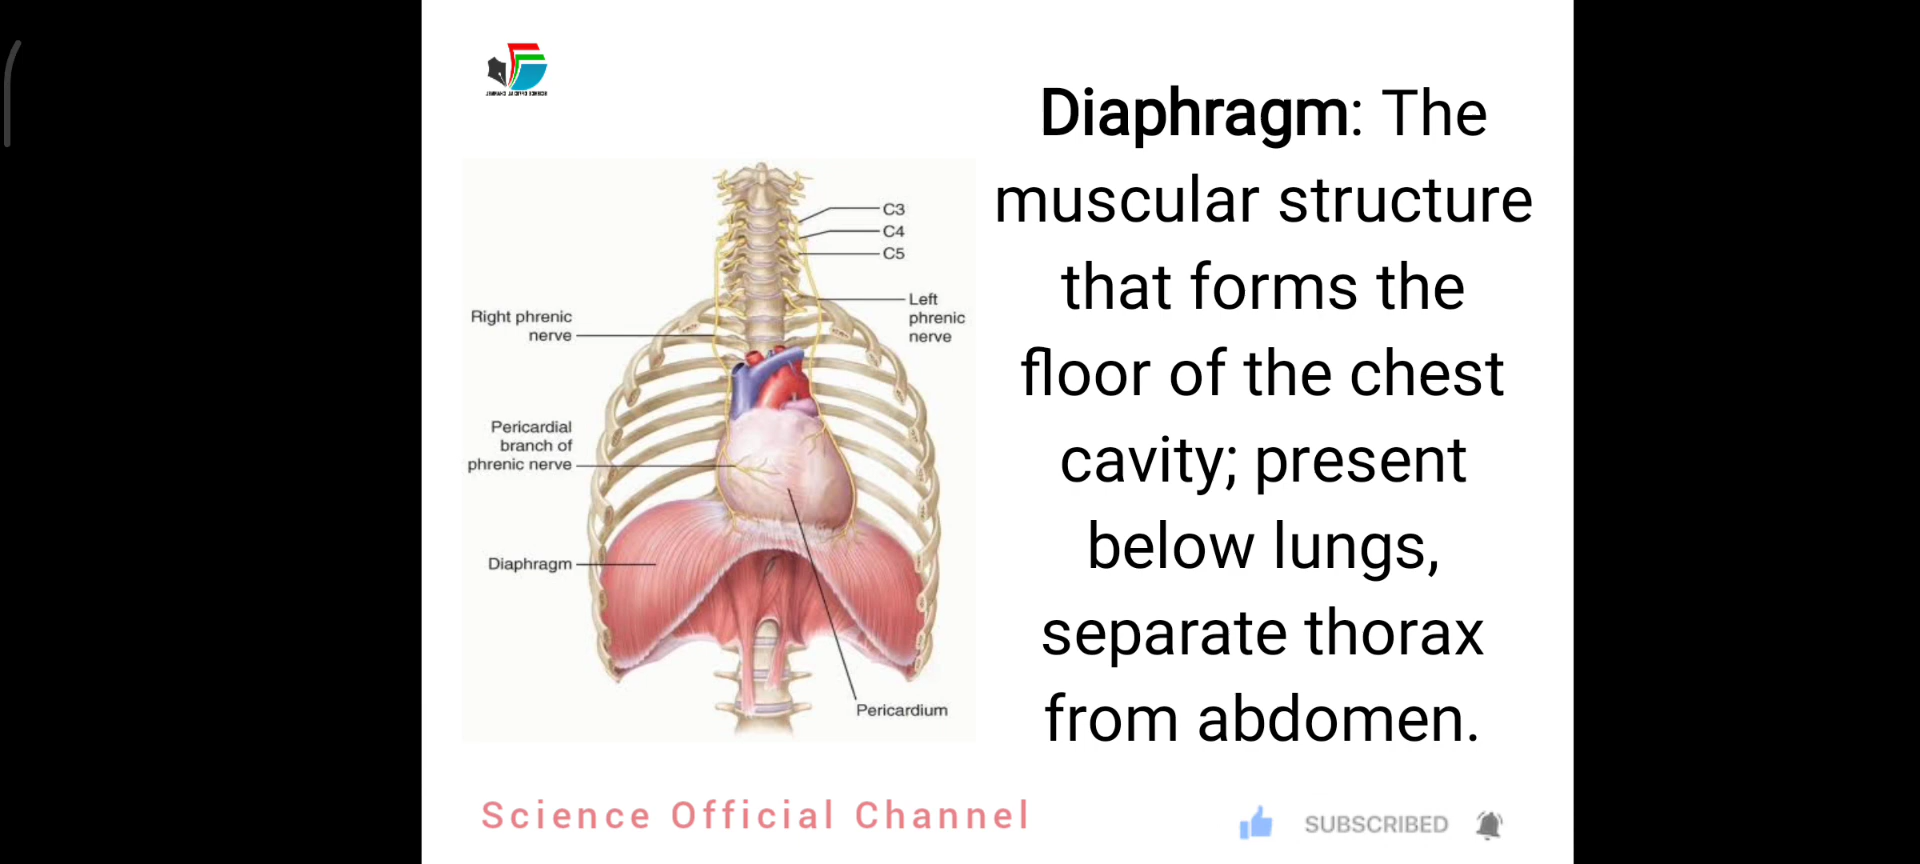 Diaphragm: The
muscular structure
that forms the
floor of the chest
cavity; present
below lungs,
separate thorax
from abdomen.
C3
C4
C5
Left
phrenic
nerve
Right phrenic
nerve
Pericardial
branch of
phrenic nerve
Diaphragm
Pericardium
Science Official Channel
SUBSCRIBED